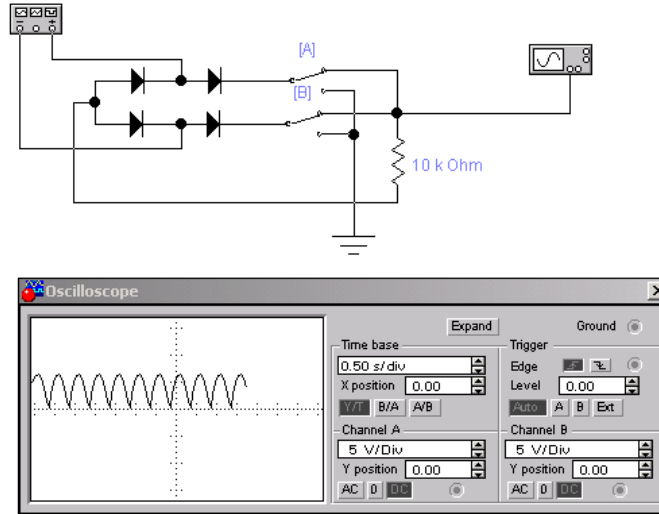 [A]
[B]
10 k Ohm
Oscilloscope
Expand
Ground
Time base
0.50 s/div
X position 0.00
Y/T B/A A/B
Trigger
Edge
Level 0.00
Auto A B Ext
Channel A
5 V/Div
Y position 0.00
AC 0 DC
Channel B
5 V/Div
Y position 0.00
AC 0 DC